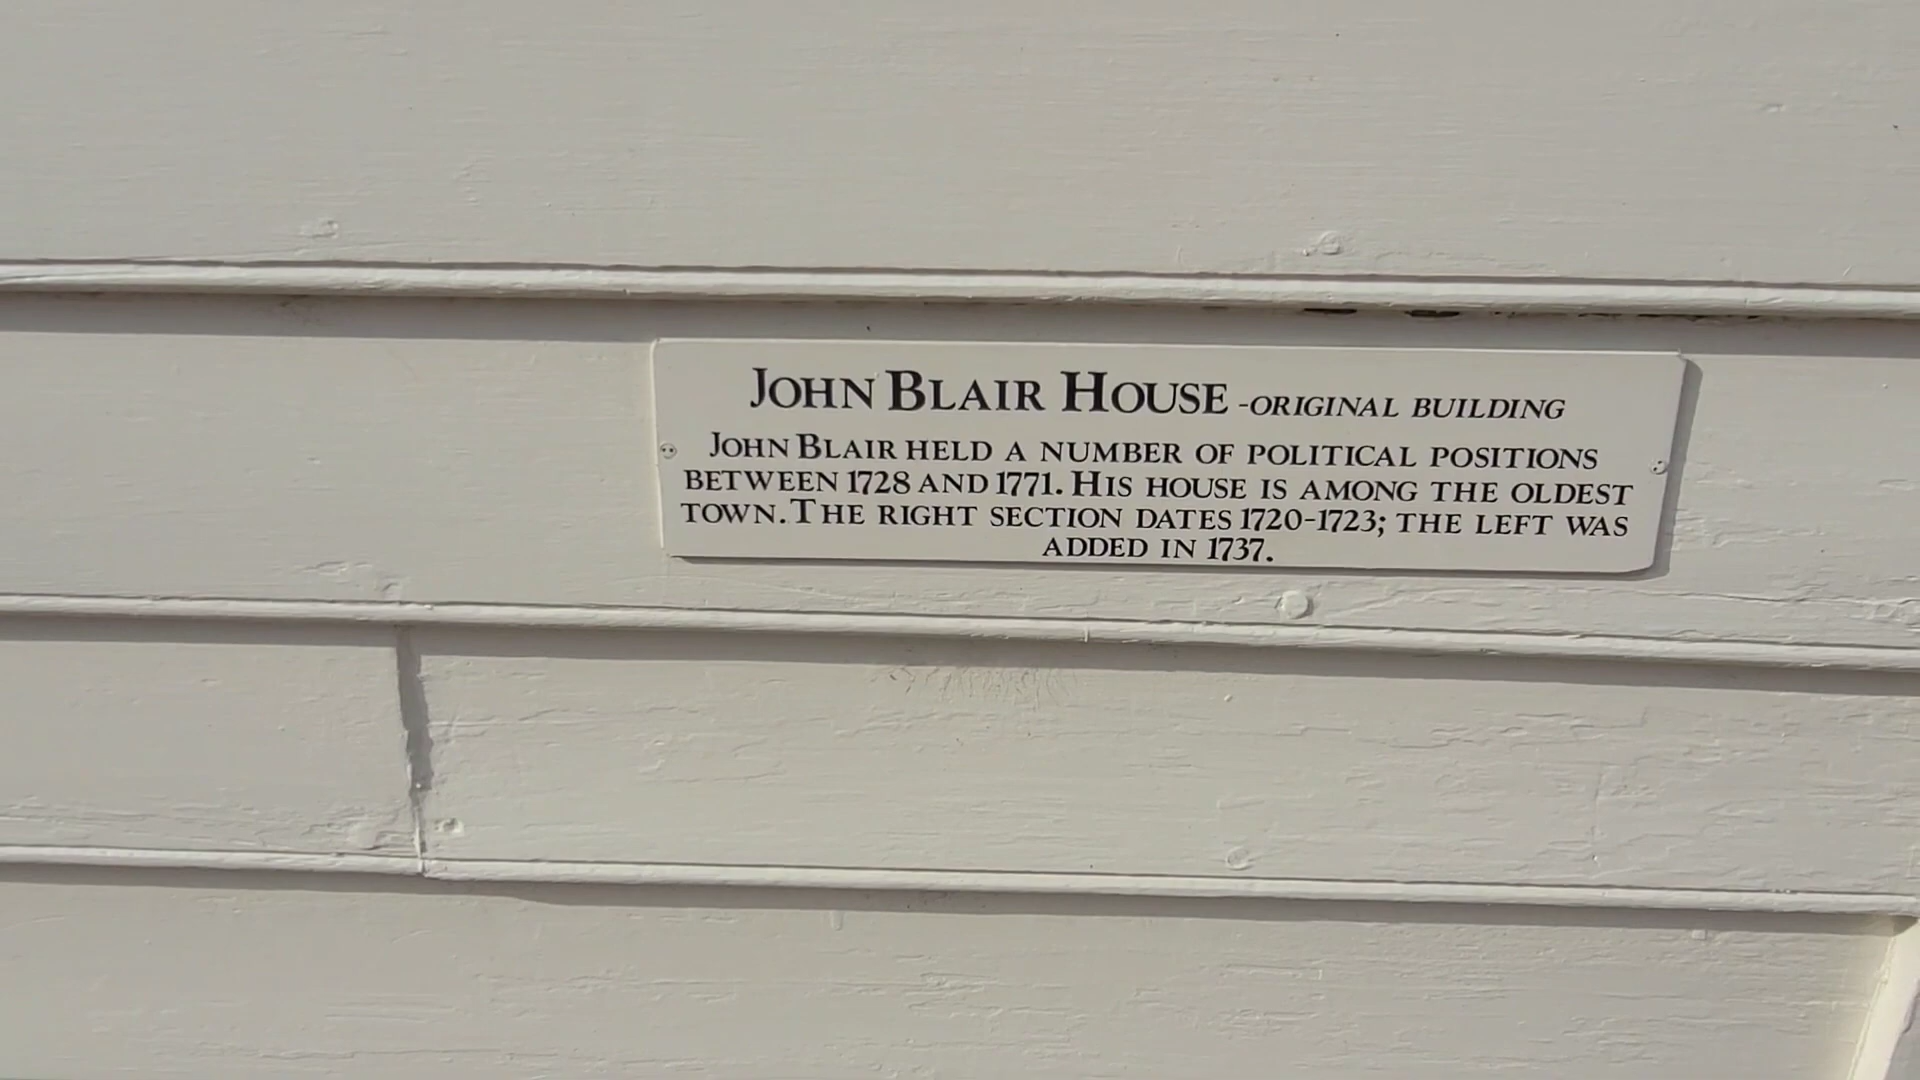 JOHN BLAIR HOUSE -ORIGINAL BUILDING
JOHN BLAIR HELD A NUMBER OF POLITICAL POSITIONS
BETWEEN 1728 AND 1771. HIS HOUSE IS AMONG THE OLDEST
TOWN. THE RIGHT SECTION DATES 1720-1723; THE LEFT WAS
ADDED IN 1737.